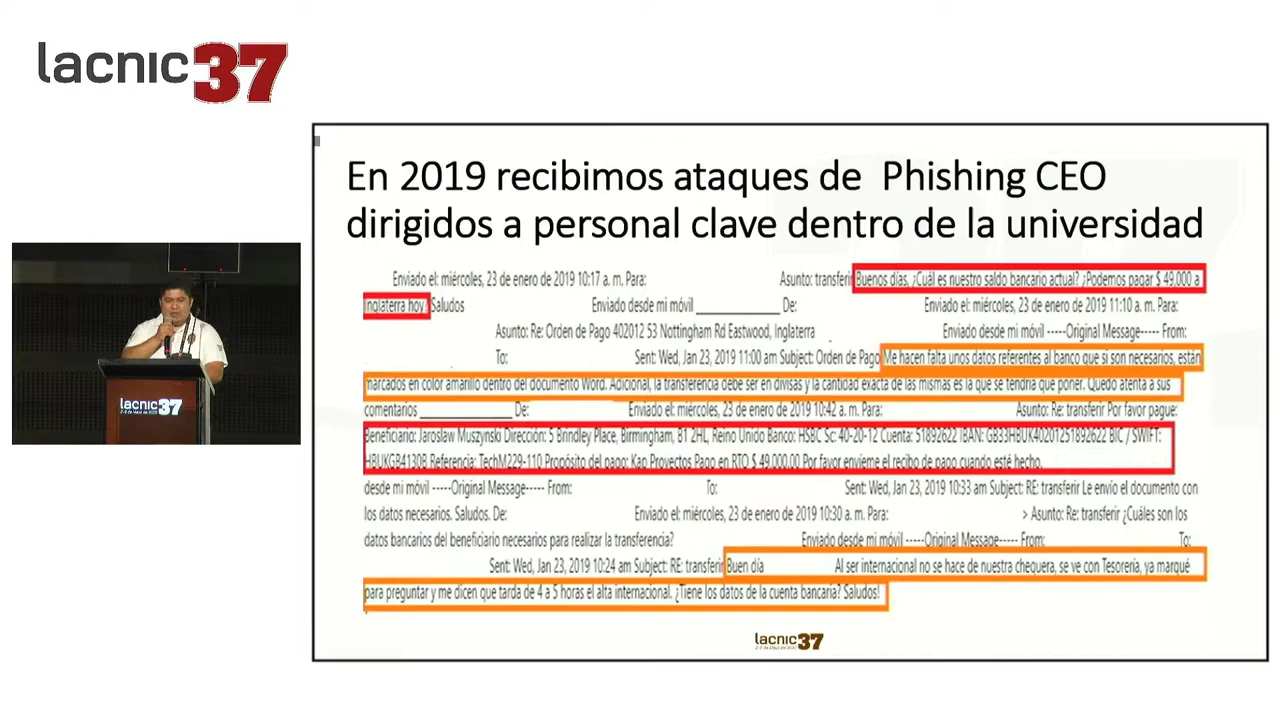 lacnic37
En 2019 recibimos ataques de Phishing CEO
dirigidos a personal clave dentro de la universidad
Enviado el: miércoles, 23 de enero de 2019 10:17 a. m. Para: Asunto: transferir Buenos días, ¿Cuál es nuestro saldo bancario actual? ¿Podemos pagar $ 49,000 a
Inglaterra hoy? Saludos Enviado desde mi móvil ______________ De: Enviado el: miércoles, 23 de enero de 2019 11:10 a. m. Para:
Asunto: Re: Orden de Pago 402012 53 Nottingham Rd Eastwood, Inglaterra Enviado desde mi móvil -----Original Message----- From:
To: Sent: Wed, Jan 23, 2019 11:00 am Subject: Orden de Pago Me hacen falta unos datos referentes al banco que si son necesarios, están
marcados en color amarillo dentro del documento Word. Adicional, la transferencia debe ser en divisas y la cantidad exacta de las mismas es la que se tendría que poner. Quedo atenta a sus
comentarios ______________ De: Enviado el: miércoles, 23 de enero de 2019 10:42 a. m. Para: Asunto: Re: transferir Por favor pague:
Beneficiario: Jaroslaw Muszynski Dirección: 5 Brindley Place, Birmingham, B1 2HL, Reino Unido Banco: HSBC Sc: 40-20-12 Cuenta: 51892622 IBAN: GB33HBUK40201251892622 BIC / SWIFT:
HBUKGB4130B Referencia: TechM229-110 Propósito del pago: Kap Proyectos Pago en RTO $ 49,000.00 Por favor envíeme el recibo de pago cuando esté hecho.
desde mi móvil -----Original Message----- From: To: Sent: Wed, Jan 23, 2019 10:33 am Subject: RE: transferir Le envío el documento con
los datos necesarios. Saludos. De: Enviado el: miércoles, 23 de enero de 2019 10:30 a. m. Para: > Asunto: Re: transferir ¿Cuáles son los
datos bancarios del beneficiario necesarios para realizar la transferencia? Enviado desde mi móvil -----Original Message----- From: To:
Sent: Wed, Jan 23, 2019 10:24 am Subject: RE: transferir Buen día Al ser internacional no se hace de nuestra chequera, se ve con Tesorería, ya marqué
para preguntar y me dicen que tarda de 4 a 5 horas el alta internacional. ¿Tiene los datos de la cuenta bancaria? Saludos!
lacnic37
lacnic37